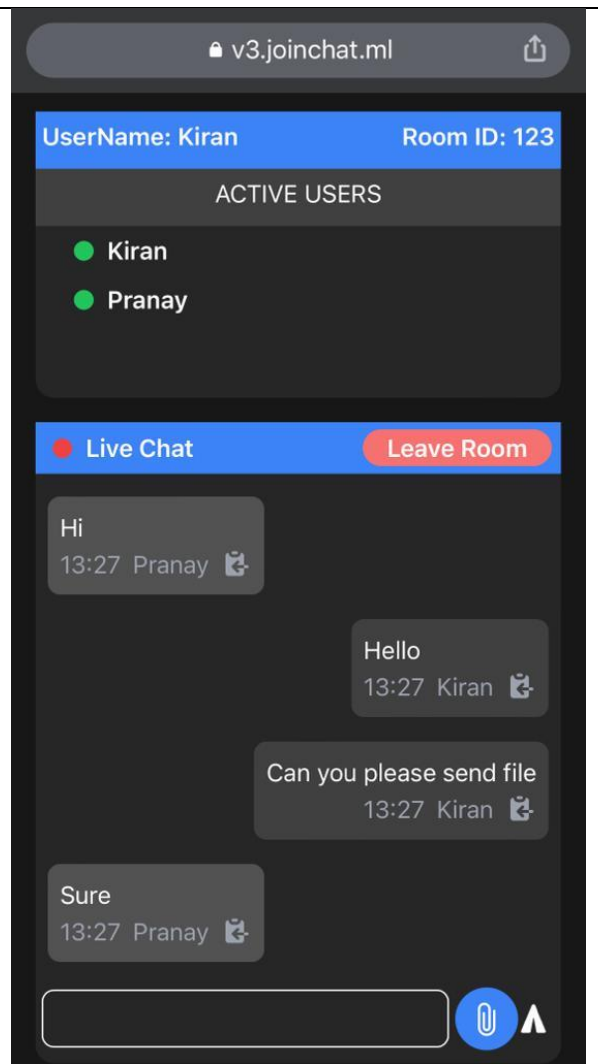 v3.joinchat.ml
UserName: Kiran Room ID: 123
ACTIVE USERS
Kiran
Pranay
Live Chat Leave Room
Hi
13:27 Pranay
Hello
13:27 Kiran
Can you please send file
13:27 Kiran
Sure
13:27 Pranay